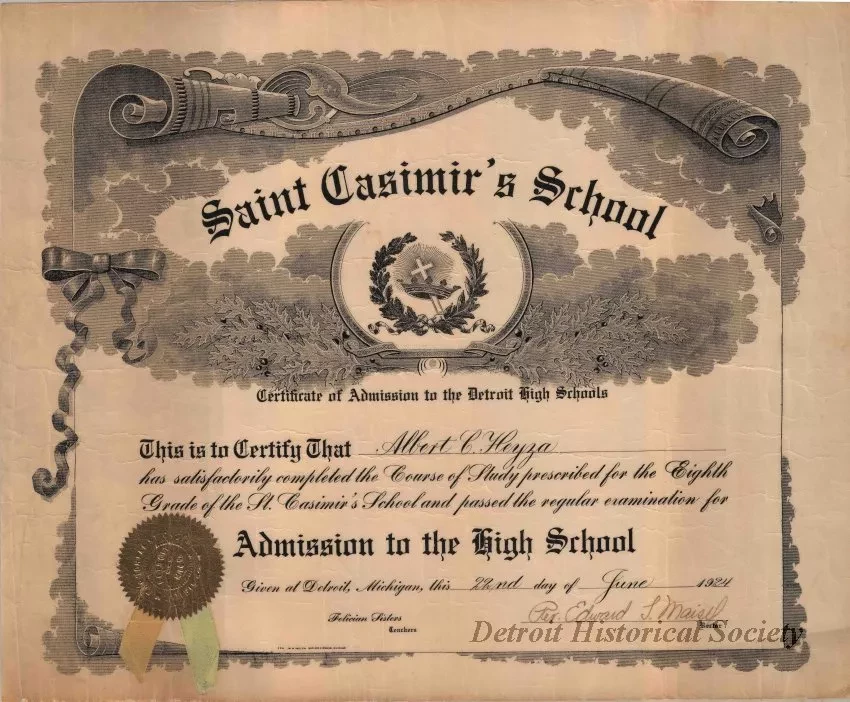 Saint Casimir's School
Certificate of Admission to the Detroit High Schools
This is to Certify That Albert C. Heyza
has satisfactorily completed the Course of Study prescribed for the Eighth
Grade of the St. Casimir's School and passed the regular examination for
Admission to the High School
Given at Detroit, Michigan, this 22nd day of June 1924
Felician Sisters
Teachers
Rev. Edward S. Maisel
Rector
Detroit Historical Society